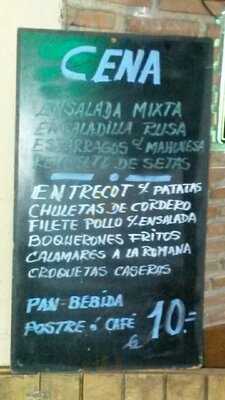 CENA
ENSALADA MIXTA
ENSALADILLA RUSA
ESPARRAGOS Y MAHONESA
REVUELTO DE SETAS
ENTRECOT Y PATATAS
CHULETAS DE CORDERO
FILETE POLLO Y ENSALADA
BOQUERONES FRITOS
CALAMARES A LA ROMANA
CROQUETAS CASERAS
PAN-BEBIDA
POSTRE ó CAFÉ 10.=
€